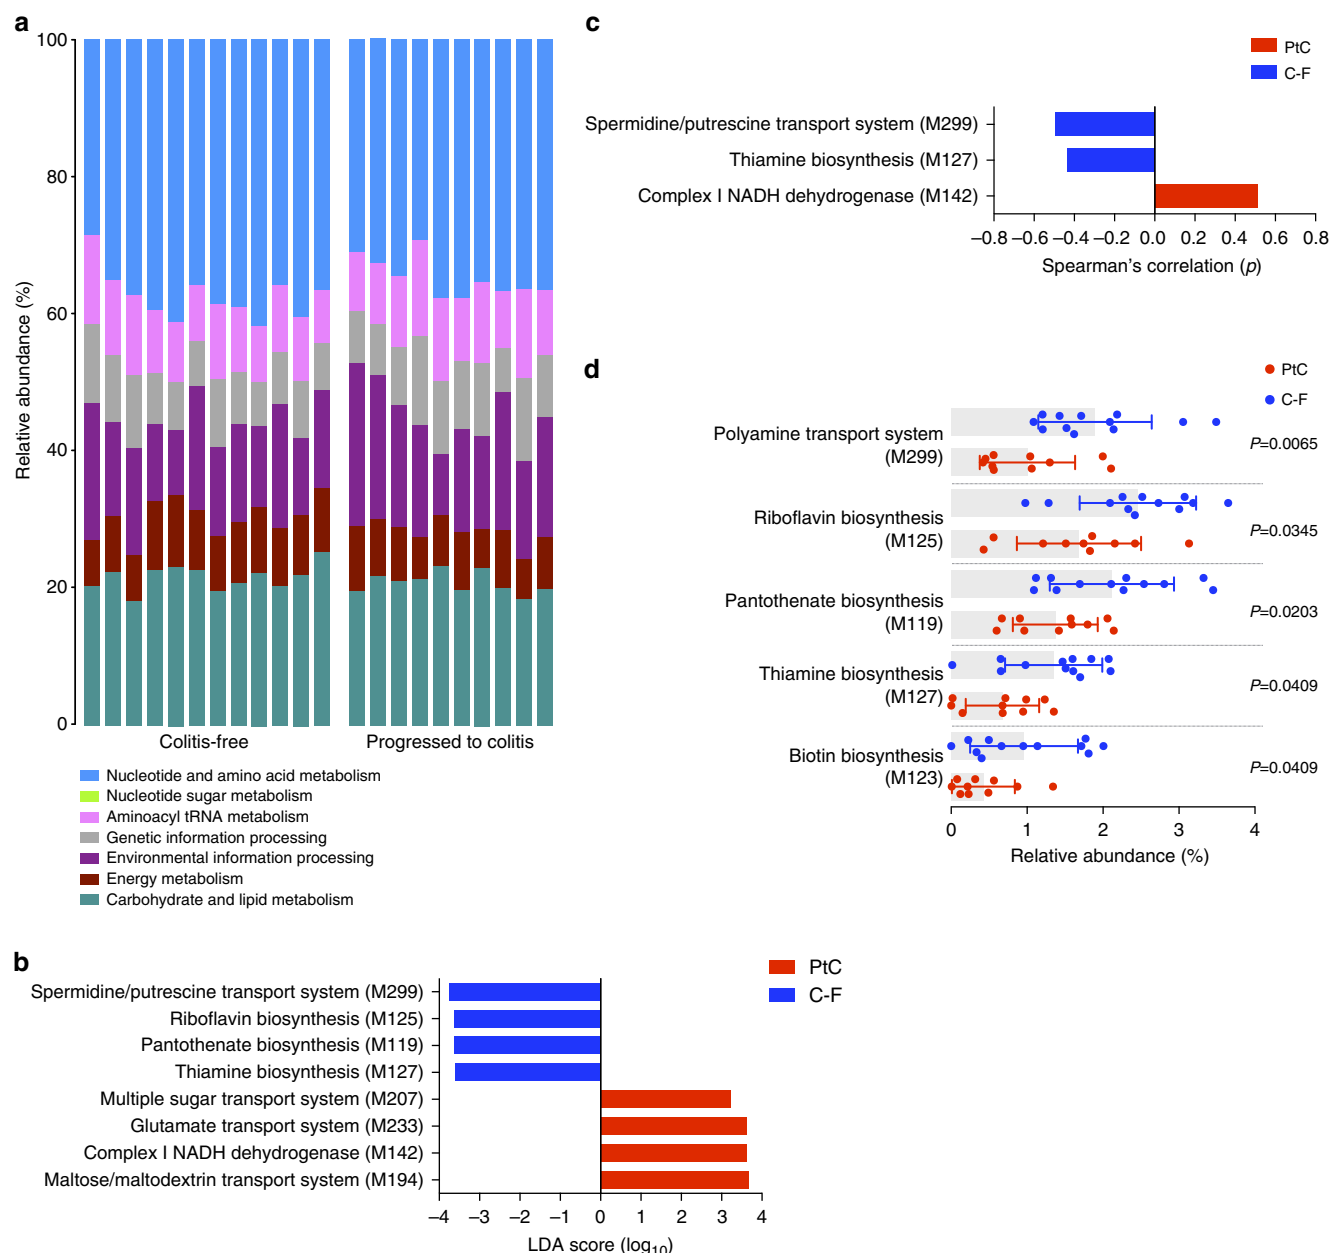 a
100
80
60
40
20
0
Relative abundance (%)
Colitis-free
Progressed to colitis
Nucleotide and amino acid metabolism
Nucleotide sugar metabolism
Aminoacyl tRNA metabolism
Genetic information processing
Environmental information processing
Energy metabolism
Carbohydrate and lipid metabolism
b
PtC
C-F
Spermidine/putrescine transport system (M299)
Riboflavin biosynthesis (M125)
Pantothenate biosynthesis (M119)
Thiamine biosynthesis (M127)
Multiple sugar transport system (M207)
Glutamate transport system (M233)
Complex I NADH dehydrogenase (M142)
Maltose/maltodextrin transport system (M194)
–4 –3 –2 –1 0 1 2 3 4
LDA score (log10)
c
PtC
C-F
Spermidine/putrescine transport system (M299)
Thiamine biosynthesis (M127)
Complex I NADH dehydrogenase (M142)
–0.8 –0.6 –0.4 –0.2 0.0 0.2 0.4 0.6 0.8
Spearman's correlation (p)
d
PtC
C-F
Polyamine transport system
(M299)
P=0.0065
Riboflavin biosynthesis
(M125)
P=0.0345
Pantothenate biosynthesis
(M119)
P=0.0203
Thiamine biosynthesis
(M127)
P=0.0409
Biotin biosynthesis
(M123)
P=0.0409
0 1 2 3 4
Relative abundance (%)